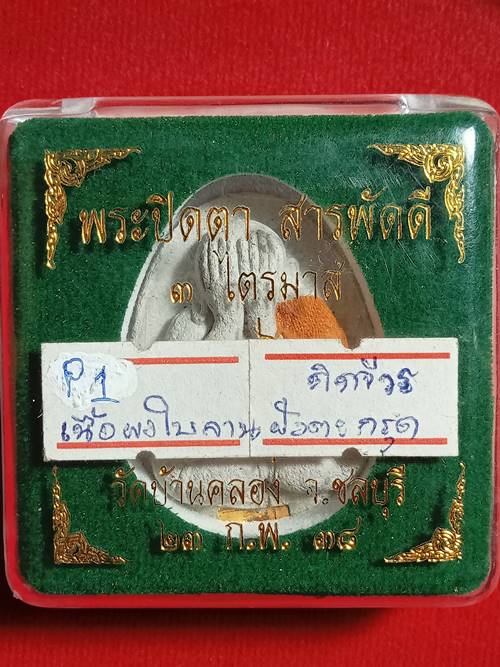 พระปิดตา สารพัดดี
๓ ไตรมาส
P1
ติดจีวร
เนื้อผงใบลาน ฝังตะกรุด
วัดบ้านคลอง จ.ชลบุรี
๒๓ ก.พ. ๓๘